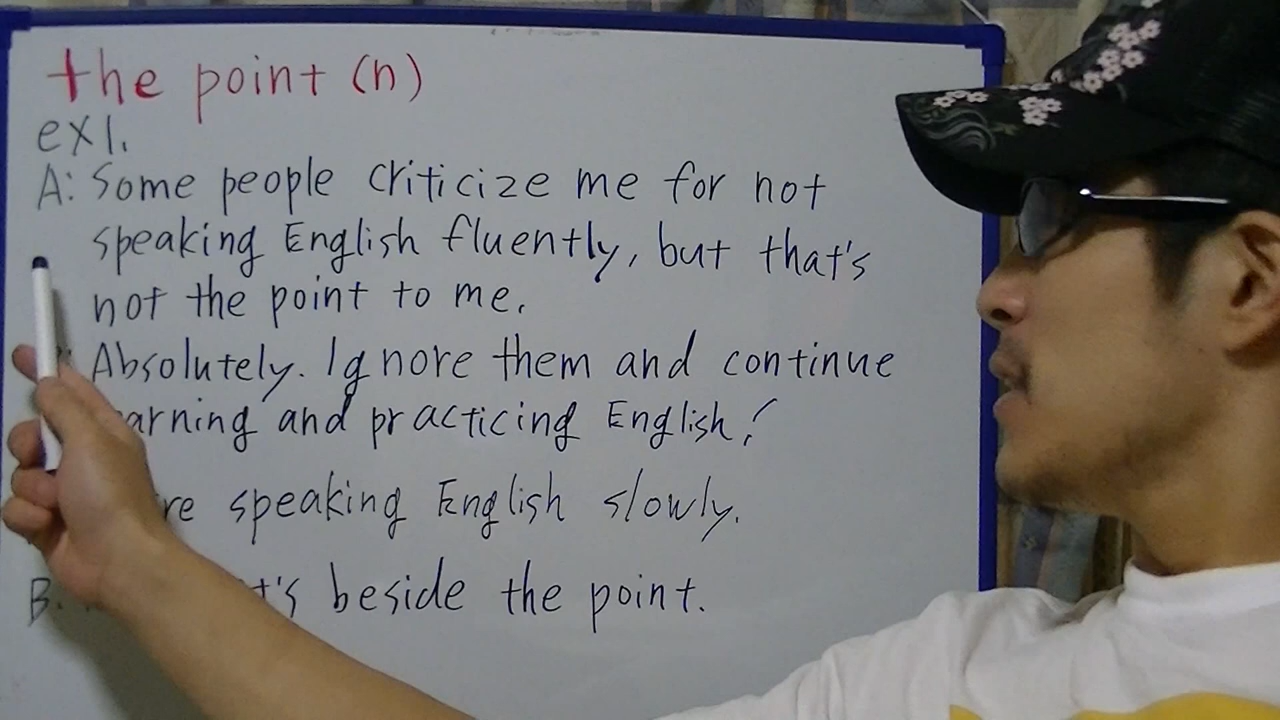 the point (n)
ex1.
A: Some people criticize me for not
speaking English fluently, but that's
not the point to me.
Absolutely. Ignore them and continue
arning and practicing English!
re speaking English slowly.
B. t's beside the point.